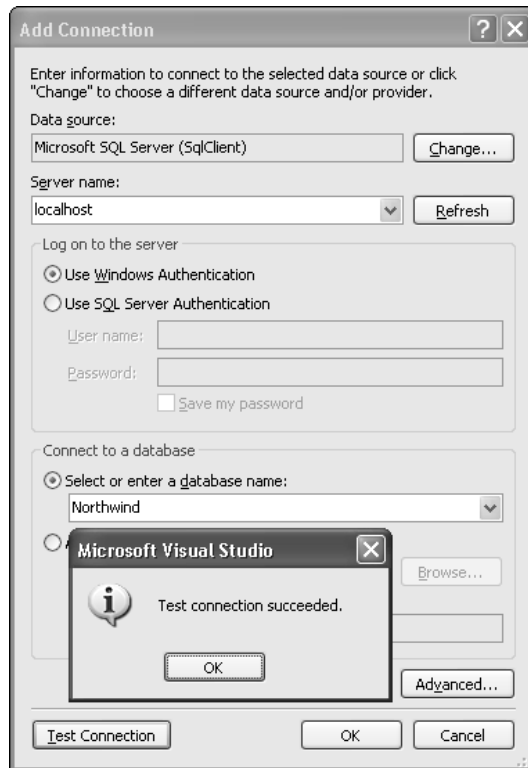 Add Connection
Enter information to connect to the selected data source or click
"Change" to choose a different data source and/or provider.
Data source:
Microsoft SQL Server (SqlClient)
Change...
Server name:
localhost
Refresh
Log on to the server
Use Windows Authentication
Use SQL Server Authentication
User name:
Password:
Save my password
Connect to a database
Select or enter a database name:
Northwind
Microsoft Visual Studio
Browse...
Test connection succeeded.
OK
Advanced...
Test Connection
OK
Cancel